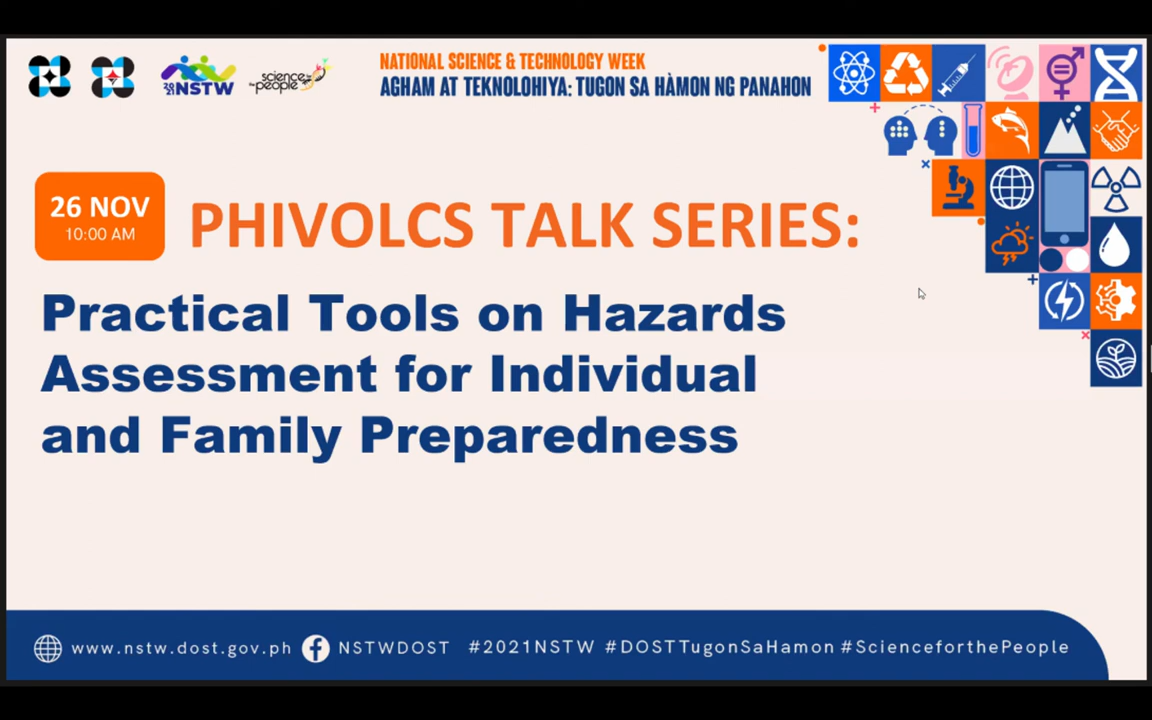 2021 NSTW
science for the people
NATIONAL SCIENCE & TECHNOLOGY WEEK
AGHAM AT TEKNOLOHIYA: TUGON SA HÀMON NG PANAHON
26 NOV
10:00 AM
PHIVOLCS TALK SERIES:
Practical Tools on Hazards
Assessment for Individual
and Family Preparedness
www.nstw.dost.gov.ph NSTWDOST #2021NSTW #DOSTTugonSaHamon #ScienceforthePeople